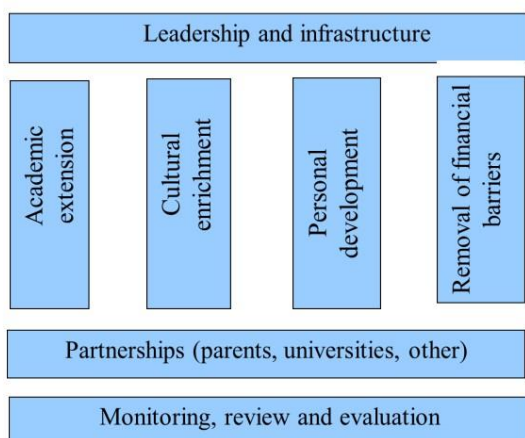 Leadership and infrastructure
Academic
extension
Cultural
enrichment
Personal
development
Removal of financial
barriers
Partnerships (parents, universities, other)
Monitoring, review and evaluation